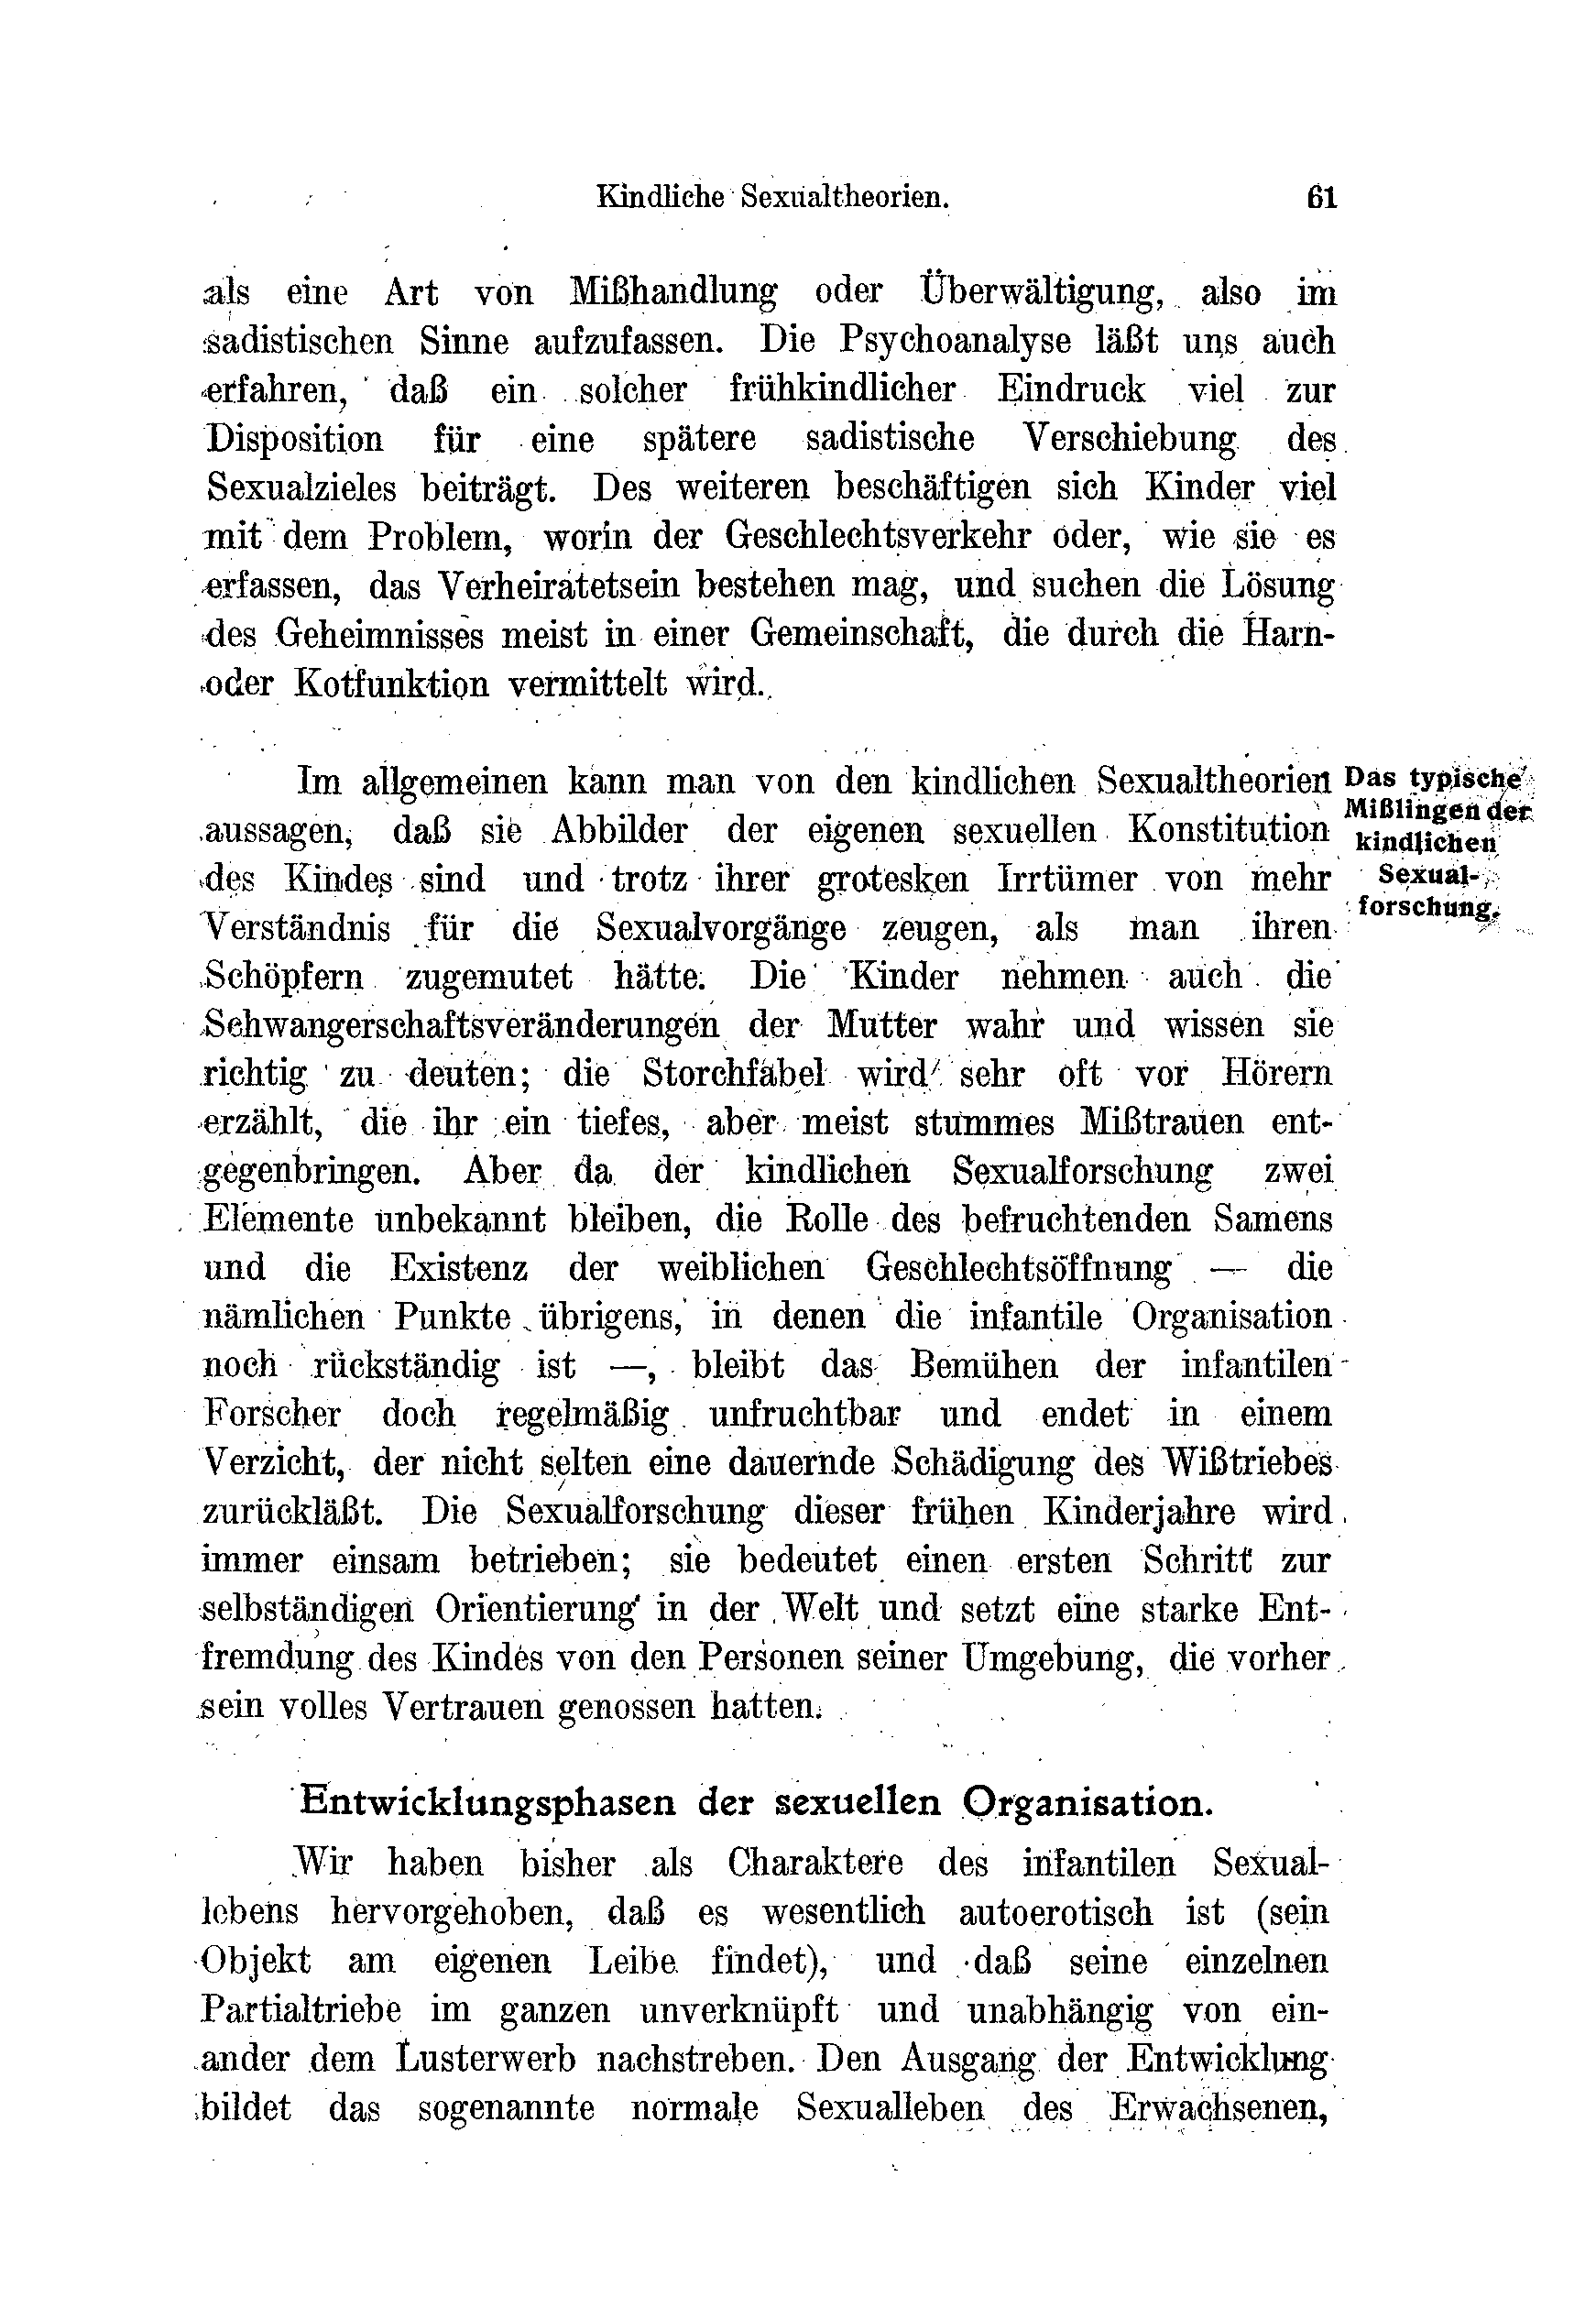 Kindliche Sexualtheorien. 61
als eine Art von Mißhandlung oder Überwältigung, also im
sadistischen Sinne aufzufassen. Die Psychoanalyse läßt uns auch
erfahren, daß ein solcher frühkindlicher Eindruck viel zur
Disposition für eine spätere sadistische Verschiebung des
Sexualzieles beiträgt. Des weiteren beschäftigen sich Kinder viel
mit dem Problem, worin der Geschlechtsverkehr oder, wie sie es
erfassen, das Verheiratetsein bestehen mag, und suchen die Lösung
des Geheimnisses meist in einer Gemeinschaft, die durch die Harn-
oder Kotfunktion vermittelt wird.
Im allgemeinen kann man von den kindlichen Sexualtheorien
aussagen, daß sie Abbilder der eigenen sexuellen Konstitution
des Kindes sind und trotz ihrer grotesken Irrtümer von mehr
Verständnis für die Sexualvorgänge zeugen, als man ihren
Schöpfern zugemutet hätte. Die Kinder nehmen auch die
Schwangerschaftsveränderungen der Mutter wahr und wissen sie
richtig zu deuten; die Storchfabel wird sehr oft vor Hörern
erzählt, die ihr ein tiefes, aber meist stummes Mißtrauen ent-
gegenbringen. Aber da der kindlichen Sexualforschung zwei
Elemente unbekannt bleiben, die Rolle des befruchtenden Samens
und die Existenz der weiblichen Geschlechtsöffnung — die
nämlichen Punkte übrigens, in denen die infantile Organisation
noch rückständig ist —, bleibt das Bemühen der infantilen
Forscher doch regelmäßig unfruchtbar und endet in einem
Verzicht, der nicht selten eine dauernde Schädigung des Wißtriebes
zurückläßt. Die Sexualforschung dieser frühen Kinderjahre wird
immer einsam betrieben; sie bedeutet einen ersten Schritt zur
selbständigen Orientierung in der Welt und setzt eine starke Ent-
fremdung des Kindes von den Personen seiner Umgebung, die vorher
sein volles Vertrauen genossen hatten.
Das typische
Mißlingen der
kindlichen
Sexual-
forschung.
Entwicklungsphasen der sexuellen Organisation.
Wir haben bisher als Charaktere des infantilen Sexual-
lebens hervorgehoben, daß es wesentlich autoerotisch ist (sein
Objekt am eigenen Leibe findet), und daß seine einzelnen
Partialtriebe im ganzen unverknüpft und unabhängig von ein-
ander dem Lusterwerb nachstreben. Den Ausgang der Entwicklung
bildet das sogenannte normale Sexualleben des Erwachsenen,